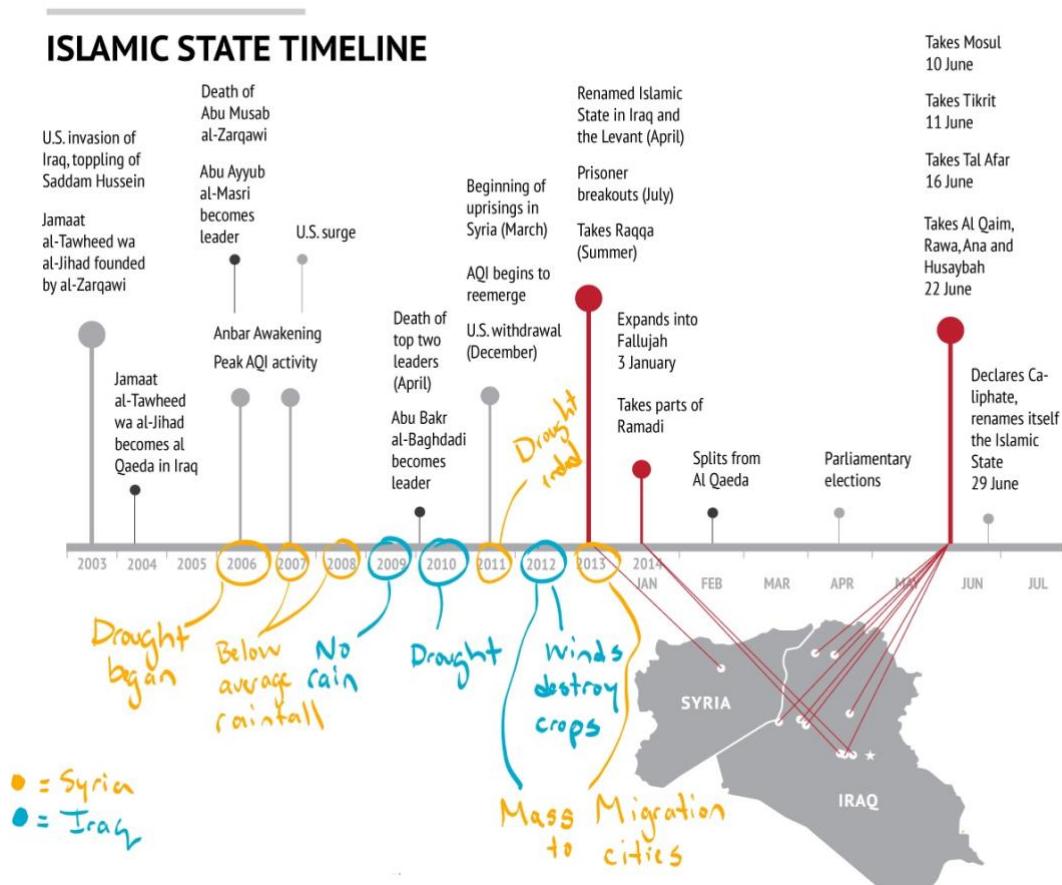 ISLAMIC STATE TIMELINE
U.S. invasion of
Iraq, toppling of
Saddam Hussein
Jamaat
al-Tawheed wa
al-Jihad founded
by al-Zarqawi
Jamaat
al-Tawheed
wa al-Jihad
becomes al
Qaeda in Iraq
Death of
Abu Musab
al-Zarqawi
Abu Ayyub
al-Masri
becomes
leader
U.S. surge
Anbar Awakening
Peak AQI activity
Death of
top two
leaders
(April)
Abu Bakr
al-Baghdadi
becomes
leader
Beginning of
uprisings in
Syria (March)
AQI begins to
reemerge
U.S. withdrawal
(December)
Renamed Islamic
State in Iraq and
the Levant (April)
Prisoner
breakouts (July)
Takes Raqqa
(Summer)
Expands into
Fallujah
3 January
Takes parts of
Ramadi
Splits from
Al Qaeda
Parliamentary
elections
Takes Mosul
10 June
Takes Tikrit
11 June
Takes Tal Afar
16 June
Takes Al Qaim,
Rawa, Ana and
Husaybah
22 June
Declares Ca-
liphate,
renames itself
the Islamic
State
29 June
Drought
2003 2004 2005 2006 2007 2008 2009 2010 2011 2012 2013 2014
JAN FEB MAR APR MAY JUN JUL
Drought
began
Below
average
rainfall
No
rain
Drought
Winds
destroy
crops
Mass Migration
to cities
= Syria
= Iraq
SYRIA
IRAQ